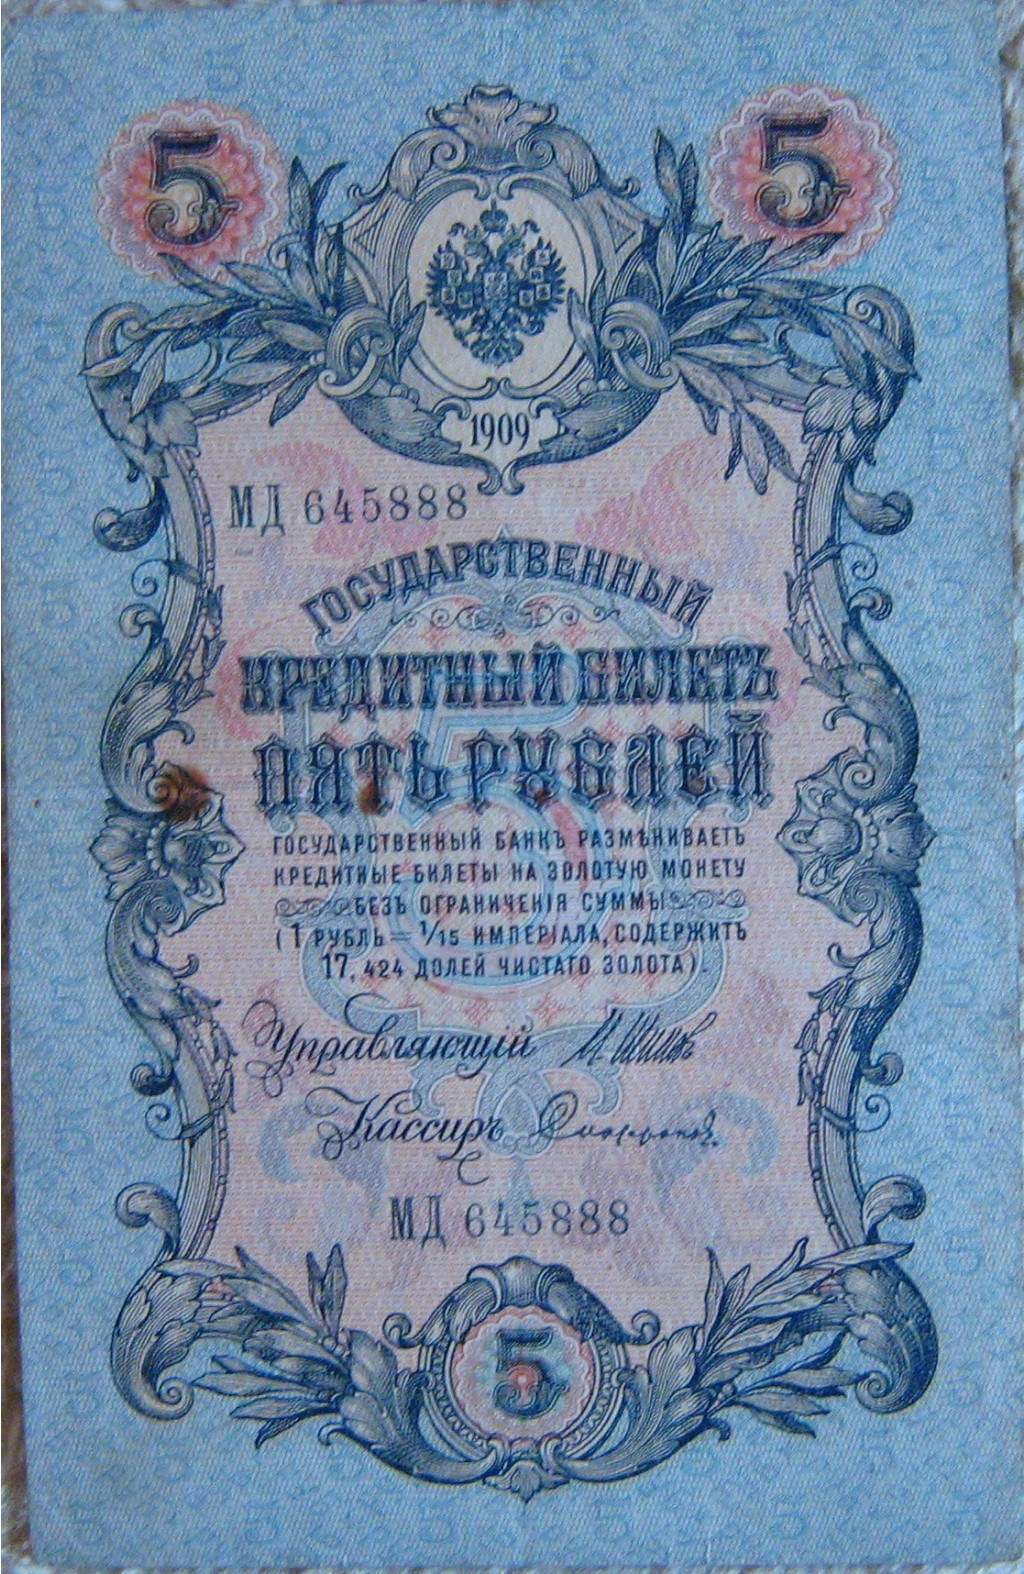 5 5
1909
МД 645888
ГОСУДАРСТВЕННЫЙ
КРЕДИТНЫЙ БИЛЕТЪ
ПЯТЬ РУБЛЕЙ
ГОСУДАРСТВЕННЫЙ БАНКЪ РАЗМѢНИВАЕТЪ
КРЕДИТНЫЕ БИЛЕТЫ НА ЗОЛОТУЮ МОНЕТУ
БЕЗЪ ОГРАНИЧЕНІЯ СУММЫ
(1 РУБЛЬ = 1/15 ИМПЕРІАЛА, СОДЕРЖИТЪ
17,424 ДОЛЕЙ ЧИСТАГО ЗОЛОТА).
Управляющій И Шипов
Кассиръ
МД 645888
5